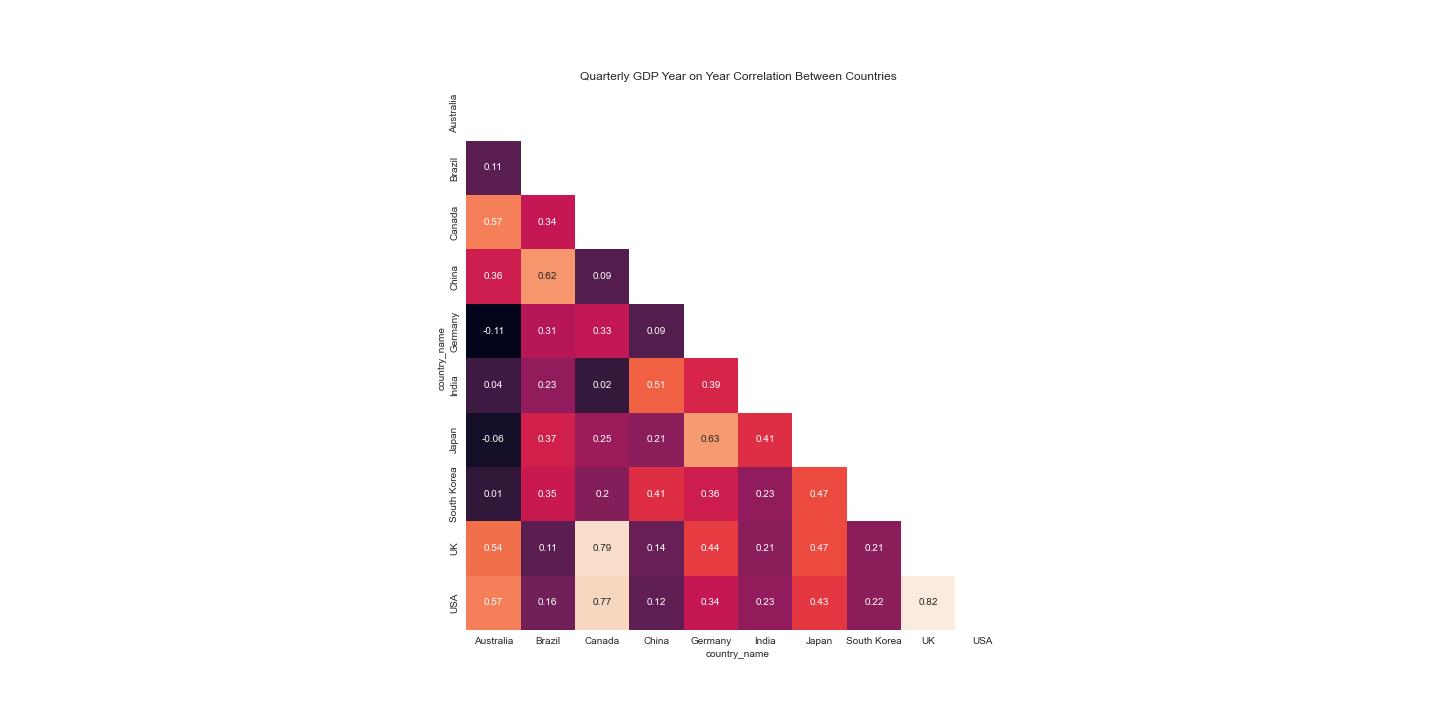 Quarterly GDP Year on Year Correlation Between Countries
country_name
Australia
Brazil 0.11
Canada 0.57 0.34
China 0.36 0.62 0.09
Germany -0.11 0.31 0.33 0.09
India 0.04 0.23 0.02 0.51 0.39
Japan -0.06 0.37 0.25 0.21 0.63 0.41
South Korea 0.01 0.35 0.2 0.41 0.36 0.23 0.47
UK 0.54 0.11 0.79 0.14 0.44 0.21 0.47 0.21
USA 0.57 0.16 0.77 0.12 0.34 0.23 0.43 0.22 0.82
Australia Brazil Canada China Germany India Japan South Korea UK USA
country_name